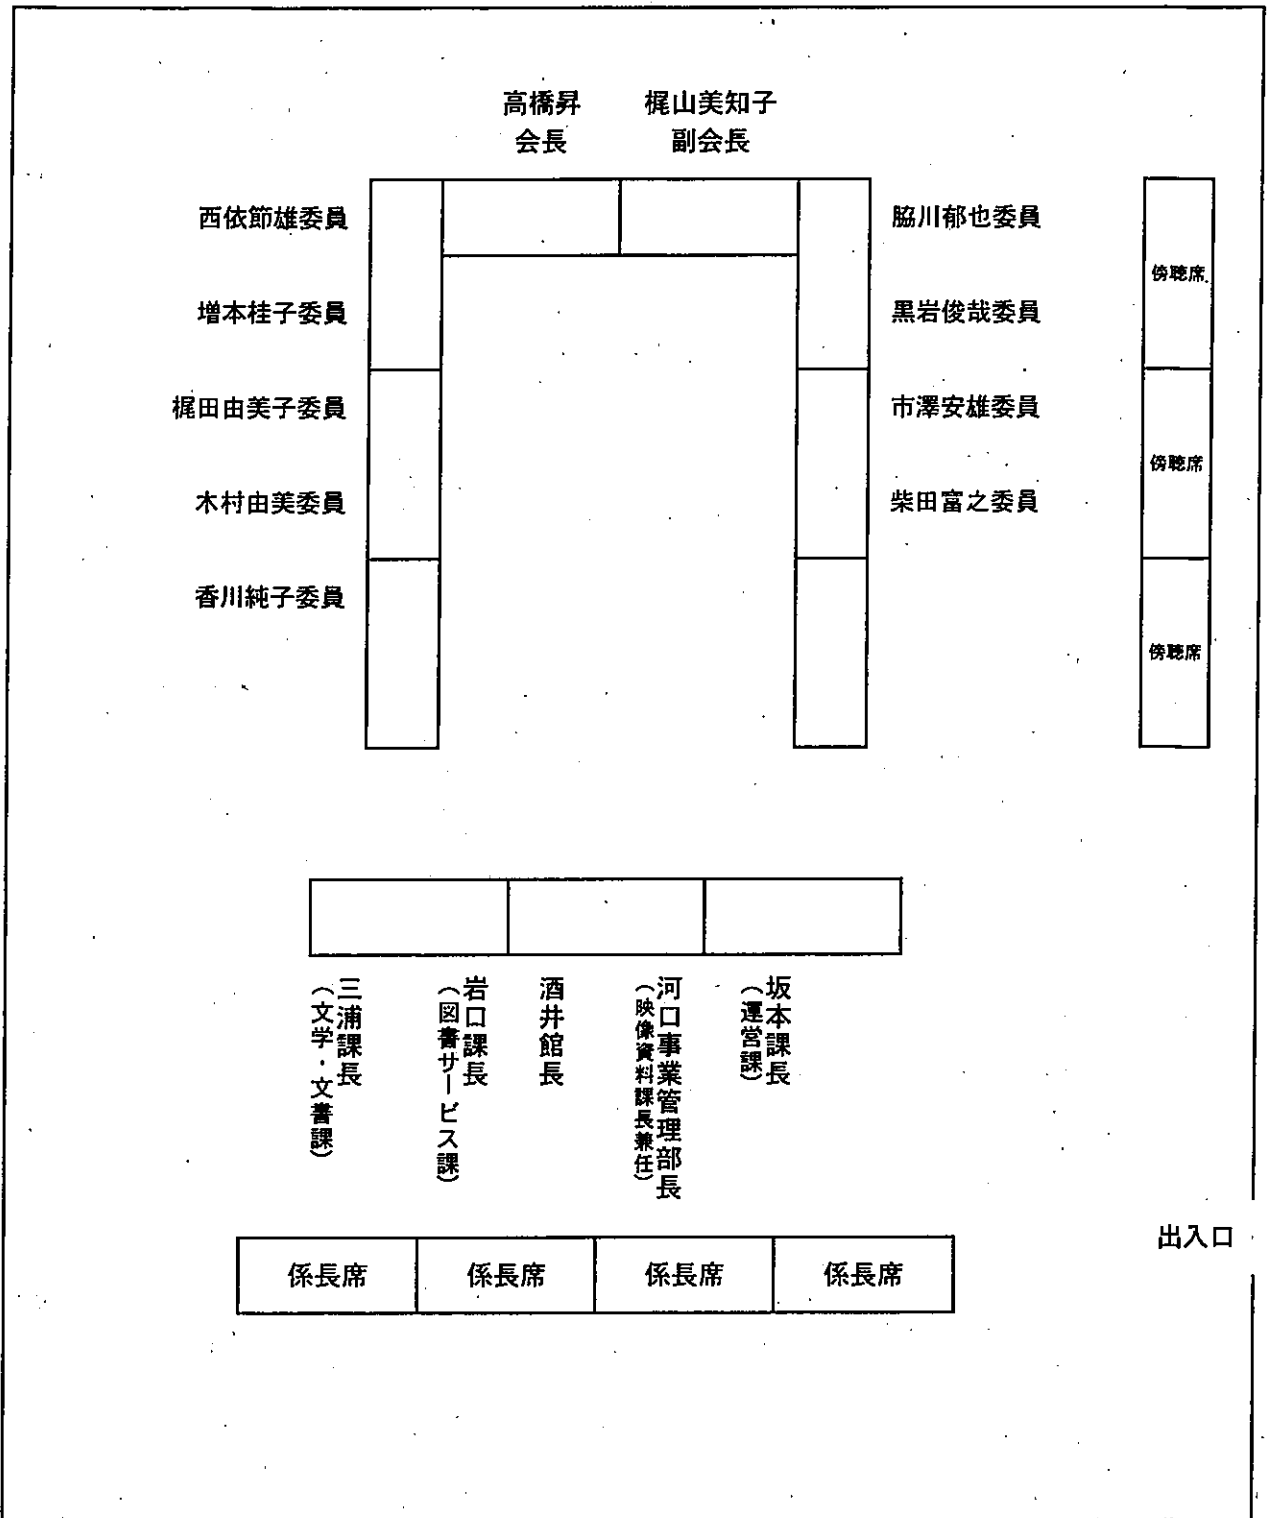 高橋昇
会長
梶山美知子
副会長
西依節雄委員
脇川郁也委員
傍聴席
増本桂子委員
黒岩俊哉委員
梶田由美子委員
市澤安雄委員
傍聴席
木村由美委員
柴田富之委員
香川純子委員
傍聴席
三浦課長
（文学・文書課）
岩口課長
（図書サービス課）
酒井館長
河口事業管理部長
（映像資料課長兼任）
坂本課長
（運営課）
出入口
係長席
係長席
係長席
係長席